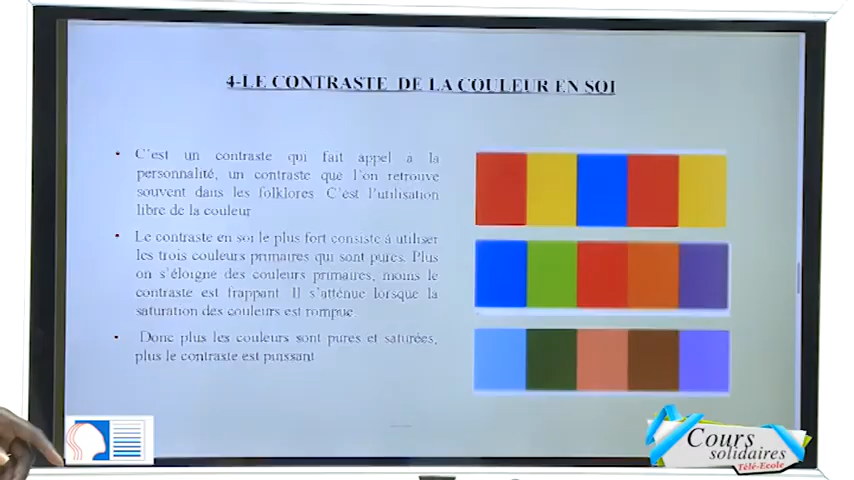 4-LE CONTRASTE DE LA COULEUR EN SOI
• C'est un contraste qui fait appel a la
personnalité, un contraste que l'on retrouve
souvent dans les folklores. C'est l'utilisation
libre de la couleur
• Le contraste en soi le plus fort consiste à utiliser
les trois couleurs primaires qui sont pures. Plus
on s'éloigne des couleurs primaires, moins le
contraste est frappant. Il s'atténue lorsque la
saturation des couleurs est rompue
• Donc plus les couleurs sont pures et saturées,
plus le contraste est puissant
Cours
solidaires
Télé-Ecole